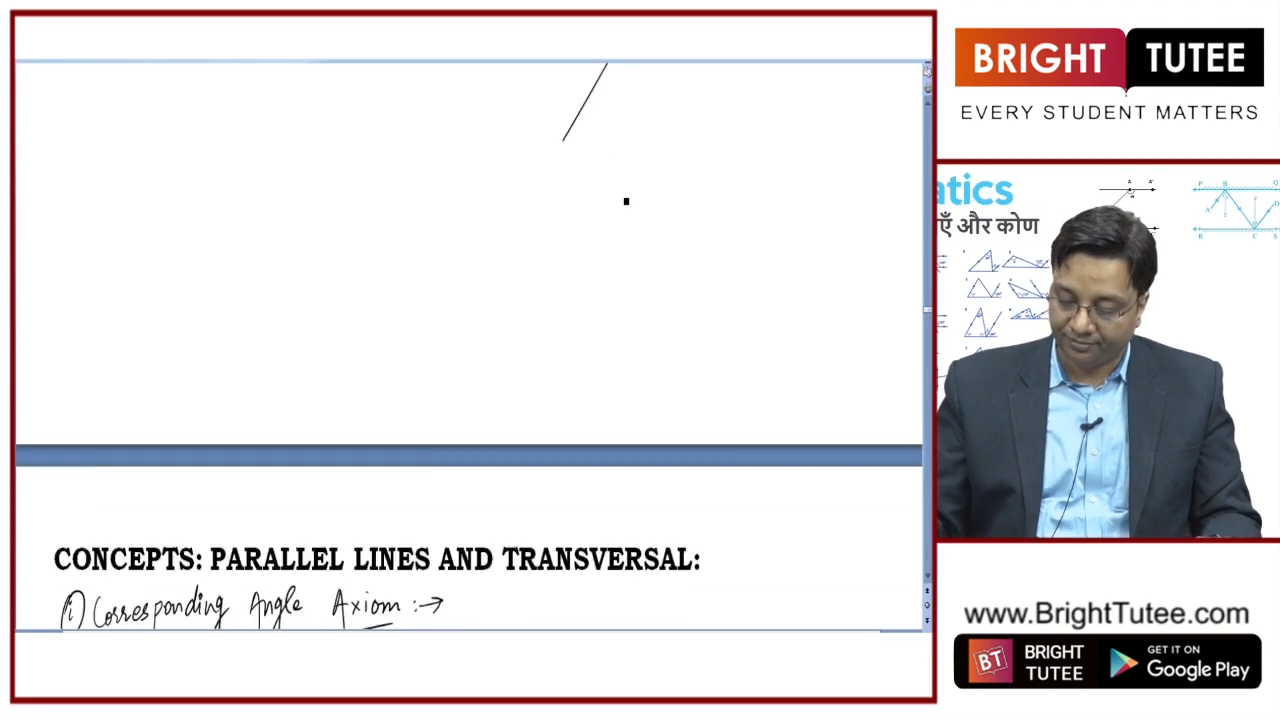 BRIGHT TUTEE
EVERY STUDENT MATTERS
atics
एँ और कोण
CONCEPTS: PARALLEL LINES AND TRANSVERSAL:
(i) Corresponding Angle Axiom :→
www.BrightTutee.com
BT BRIGHT TUTEE
GET IT ON
Google Play